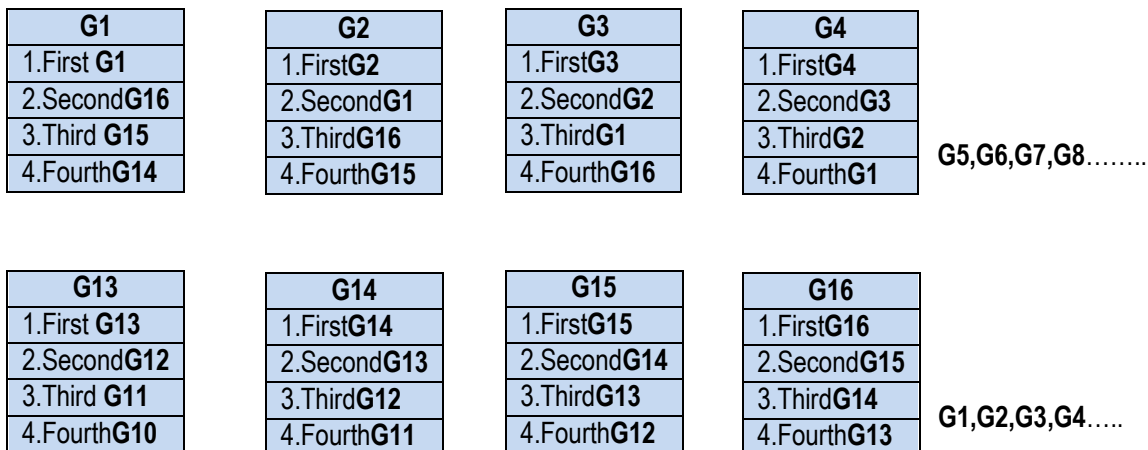 G1
1.First G1
2.SecondG16
3.Third G15
4.FourthG14
G2
1.FirstG2
2.SecondG1
3.ThirdG16
4.FourthG15
G3
1.FirstG3
2.SecondG2
3.ThirdG1
4.FourthG16
G4
1.FirstG4
2.SecondG3
3.ThirdG2
4.FourthG1
G5,G6,G7,G8……..
G13
1.First G13
2.SecondG12
3.Third G11
4.FourthG10
G14
1.FirstG14
2.SecondG13
3.ThirdG12
4.FourthG11
G15
1.FirstG15
2.SecondG14
3.ThirdG13
4.FourthG12
G16
1.FirstG16
2.SecondG15
3.ThirdG14
4.FourthG13
G1,G2,G3,G4…..